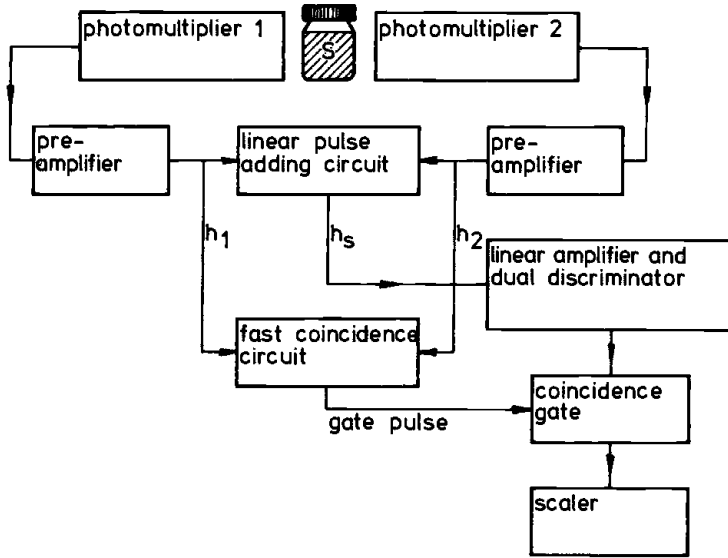 photomultiplier 1
S
photomultiplier 2
pre-
amplifier
linear pulse
adding circuit
pre-
amplifier
h1
hs
h2
linear amplifier and
dual discriminator
fast coincidence
circuit
gate pulse
coincidence
gate
scaler